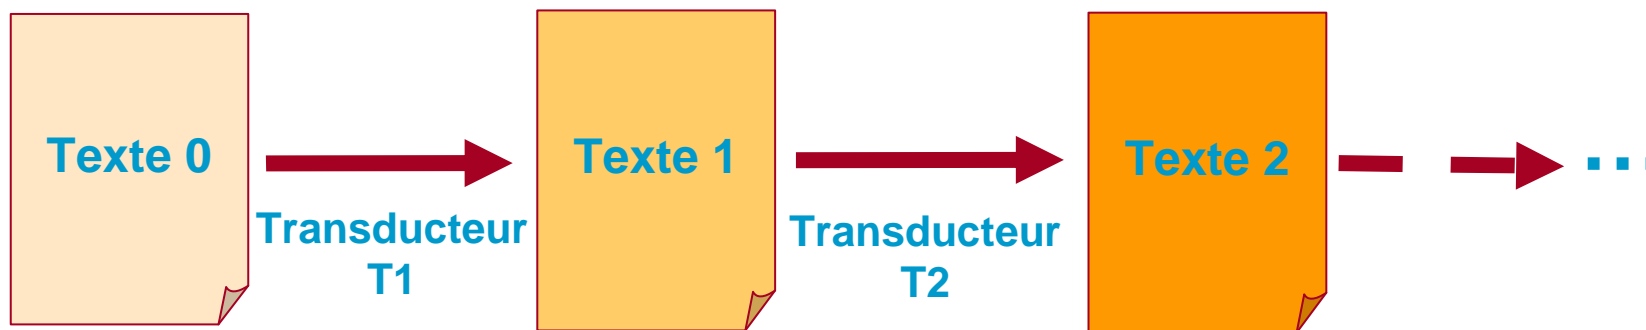 Texte 0
Transducteur
T1
Texte 1
Transducteur
T2
Texte 2
...